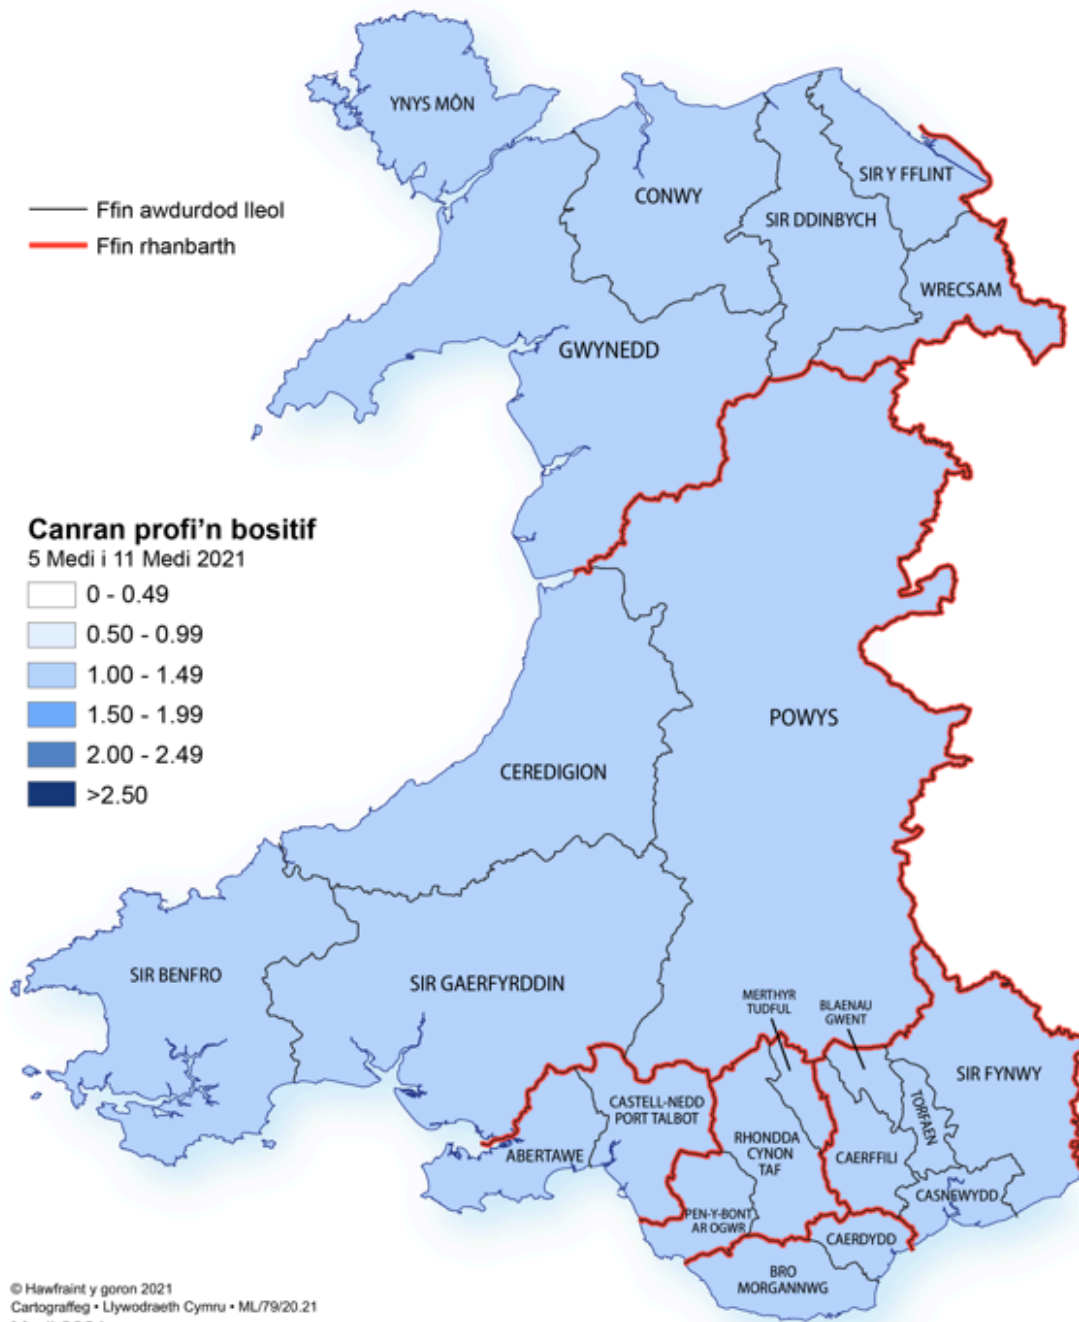 YNYS MÔN
Ffin awdurdod lleol
Ffin rhanbarth
CONWY
SIR DDINBYCH
SIR Y FFLINT
WRECSAM
GWYNEDD
Canran profi’n bositif
5 Medi i 11 Medi 2021
0 - 0.49
0.50 - 0.99
1.00 - 1.49
1.50 - 1.99
2.00 - 2.49
>2.50
POWYS
CEREDIGION
SIR BENFRO
SIR GAERFYRDDIN
MERTHYR
TUDFUL
BLAENAU
GWENT
SIR FYNWY
CASTELL-NEDD
PORT TALBOT
TORFAEN
ABERTAWE
RHONDDA
CYNON
TAF
CAERFFILI
CASNEWYDD
PEN-Y-BONT
AR OGWR
CAERDYDD
BRO
MORGANNWG
© Hawfraint y goron 2021
Cartograffeg • Llywodraeth Cymru • ML/79/20.21